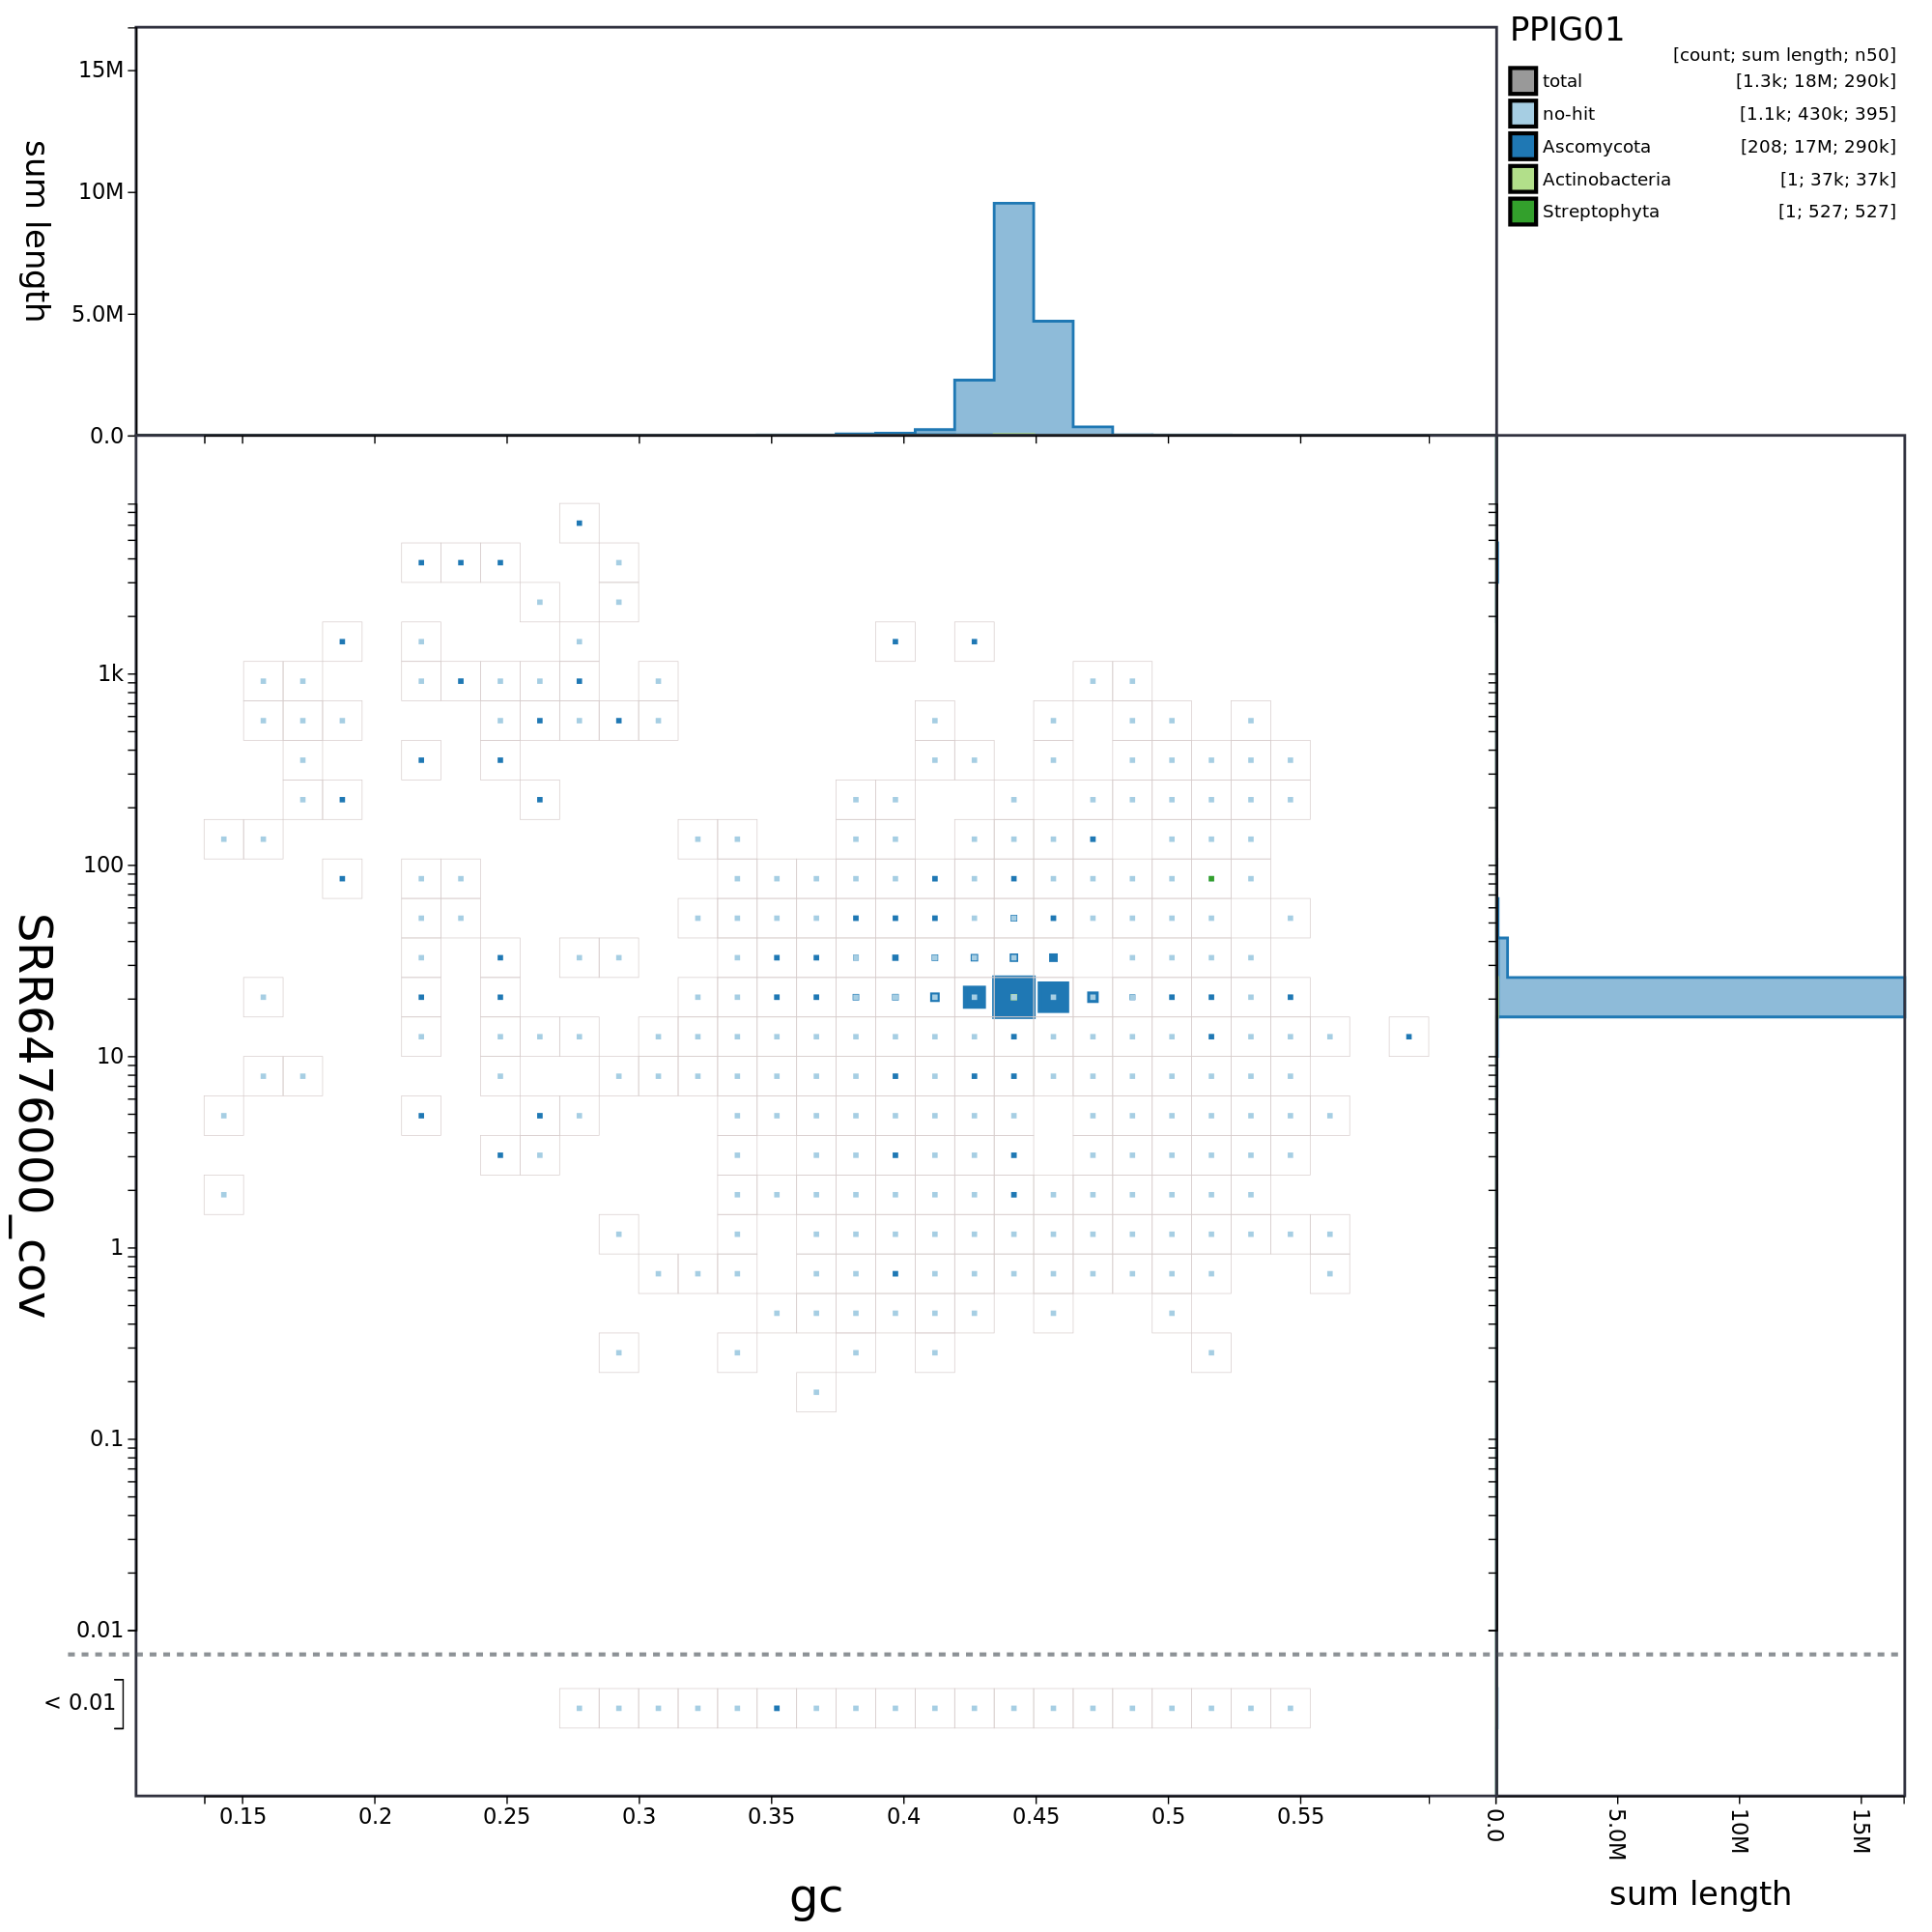 PPIG01
[count; sum length; n50]
total [1.3k; 18M; 290k]
no-hit [1.1k; 430k; 395]
Ascomycota [208; 17M; 290k]
Actinobacteria [1; 37k; 37k]
Streptophyta [1; 527; 527]
sum length
15M
10M
5.0M
0.0
SRR6476000_cov
1k
100
10
1
0.1
0.01
< 0.01
0.15 0.2 0.25 0.3 0.35 0.4 0.45 0.5 0.55
gc
0.0 5.0M 10M 15M
sum length